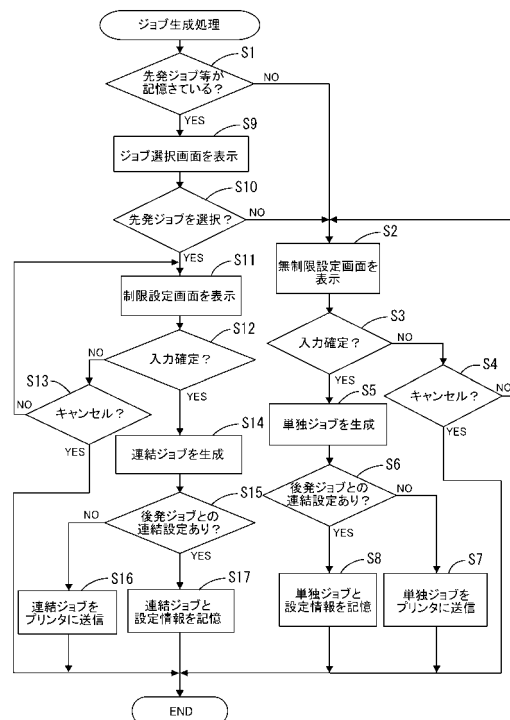 ジョブ生成処理
S1
先発ジョブ等が
記憶さている？
NO
YES
S9
ジョブ選択画面を表示
S10
先発ジョブを選択？
NO
NO
YES
S2
無制限設定画面を
表示
S11
制限設定画面を表示
S12
入力確定？
NO
YES
S3
入力確定？
NO
YES
S13
キャンセル？
NO
YES
S4
キャンセル？
NO
YES
S5
単独ジョブを生成
S14
連結ジョブを生成
S6
後発ジョブとの
連結設定あり？
NO
YES
S15
後発ジョブとの
連結設定あり？
NO
YES
S16
連結ジョブを
プリンタに送信
S17
連結ジョブと
設定情報を記憶
S8
単独ジョブと
設定情報を記憶
S7
単独ジョブを
プリンタに送信
END